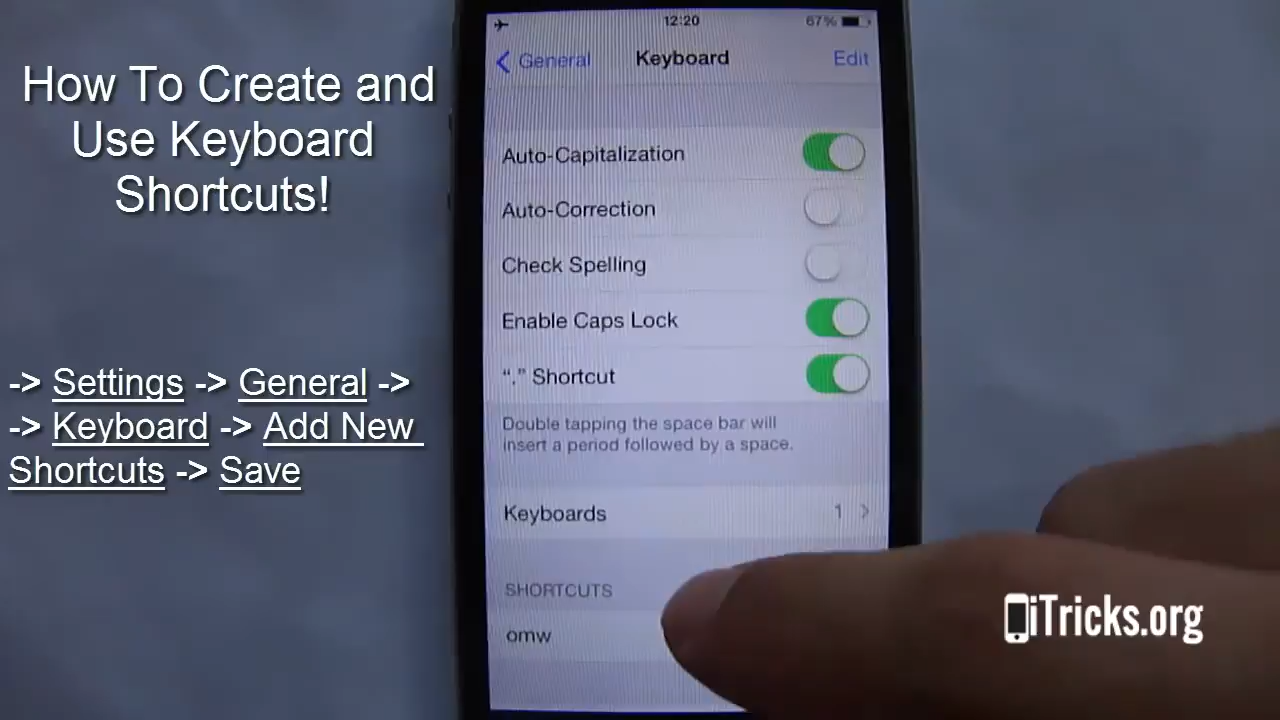 How To Create and
Use Keyboard
Shortcuts!
-> Settings -> General ->
-> Keyboard -> Add New
Shortcuts -> Save
12:20
67%
General
Keyboard
Edit
Auto-Capitalization
Auto-Correction
Check Spelling
Enable Caps Lock
“.” Shortcut
Double tapping the space bar will
insert a period followed by a space.
Keyboards 1
SHORTCUTS
omw
iTricks.org